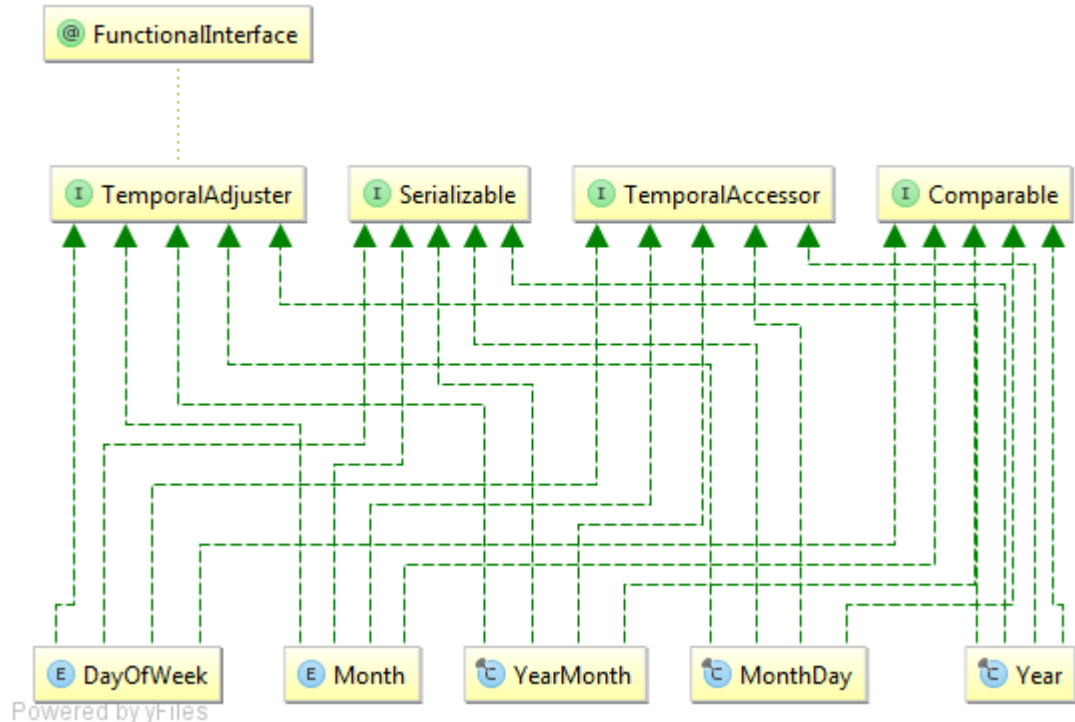 @ FunctionalInterface
I TemporalAdjuster
I Serializable
I TemporalAccessor
I Comparable
E DayOfWeek
E Month
C YearMonth
C MonthDay
C Year
Powered by yFiles